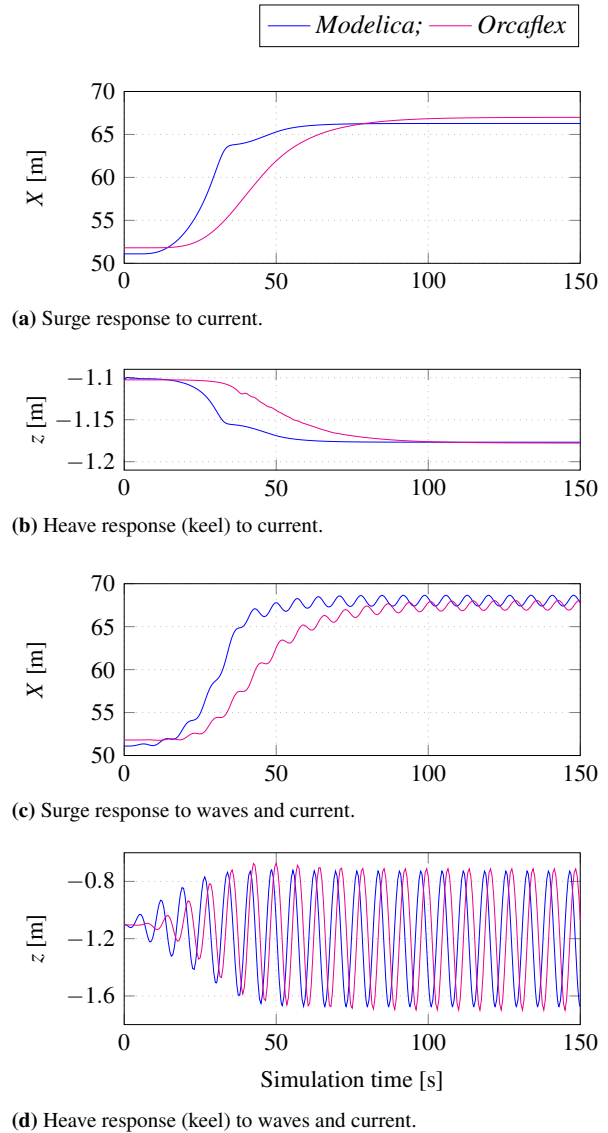 Modelica; Orcaflex
70
65
60
55
50
X [m]
0 50 100 150
(a) Surge response to current.
−1.1
−1.15
−1.2
z [m]
0 50 100 150
(b) Heave response (keel) to current.
70
65
60
55
50
X [m]
0 50 100 150
(c) Surge response to waves and current.
−0.8
−1.2
−1.6
z [m]
0 50 100 150
Simulation time [s]
(d) Heave response (keel) to waves and current.